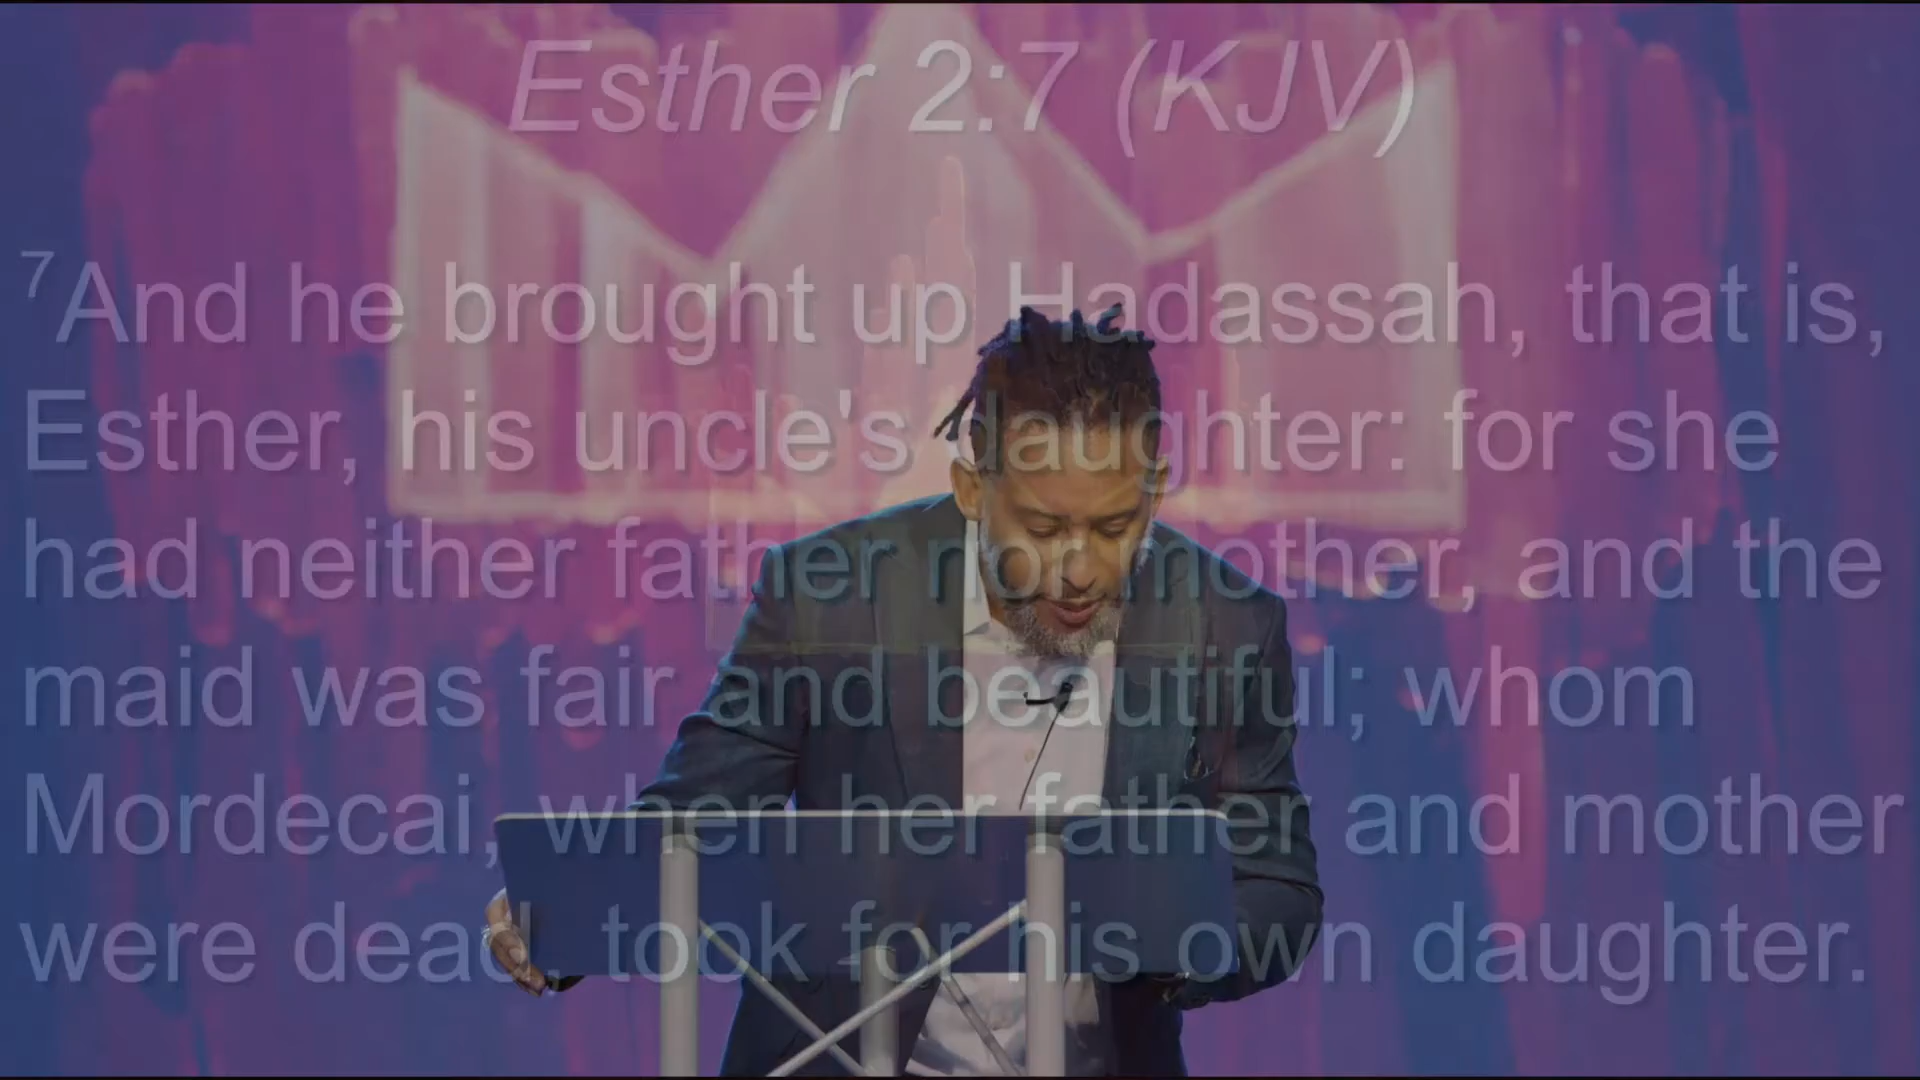 Esther 2:7 (KJV)
7And he brought up Hadassah, that is,
Esther, his uncle's daughter: for she
had neither father nor mother, and the
maid was fair and beautiful; whom
Mordecai, when her father and mother
were dead, took for his own daughter.